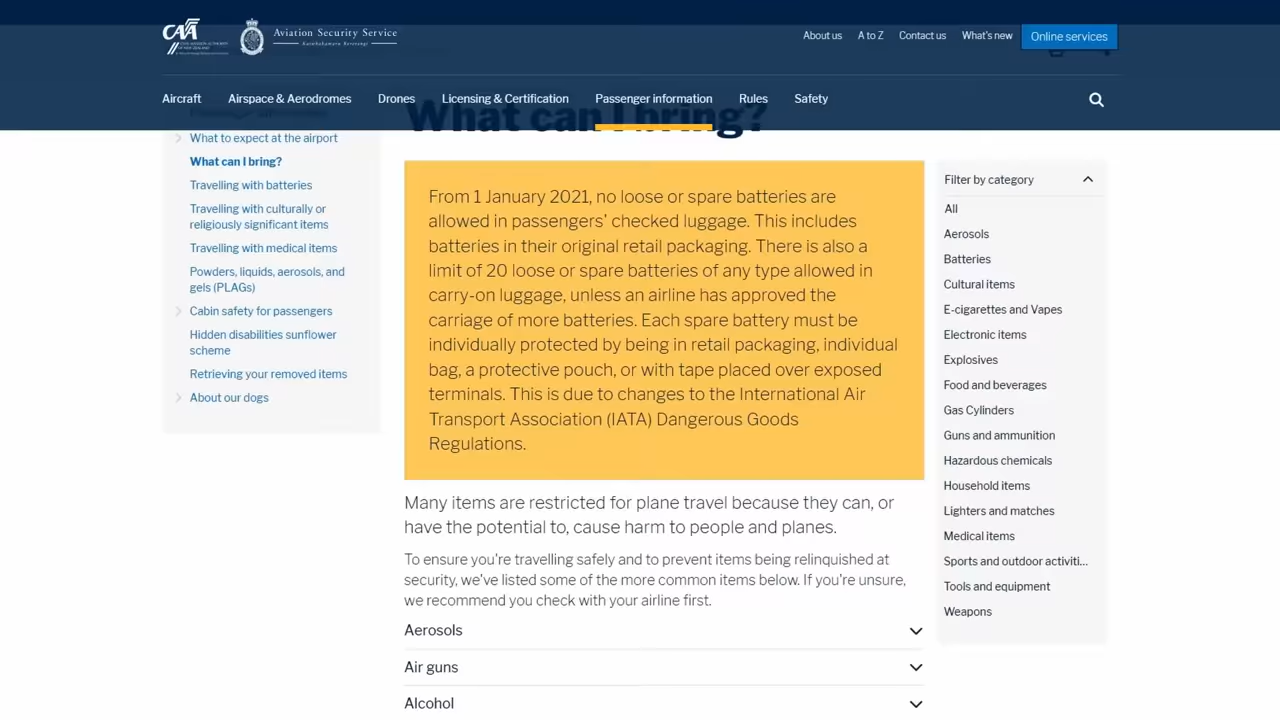 CAA
Aviation Security Service
Kaiwhakamaru Rererangi
About us
A to Z
Contact us
What's new
Online services
Aircraft
Airspace & Aerodromes
Drones
Licensing & Certification
Passenger information
Rules
Safety
What can I bring?
What to expect at the airport
What can I bring?
Travelling with batteries
Travelling with culturally or
religiously significant items
Travelling with medical items
Powders, liquids, aerosols, and
gels (PLAGs)
Cabin safety for passengers
Hidden disabilities sunflower
scheme
Retrieving your removed items
About our dogs
From 1 January 2021, no loose or spare batteries are
allowed in passengers' checked luggage. This includes
batteries in their original retail packaging. There is also a
limit of 20 loose or spare batteries of any type allowed in
carry-on luggage, unless an airline has approved the
carriage of more batteries. Each spare battery must be
individually protected by being in retail packaging, individual
bag, a protective pouch, or with tape placed over exposed
terminals. This is due to changes to the International Air
Transport Association (IATA) Dangerous Goods
Regulations.
Many items are restricted for plane travel because they can, or
have the potential to, cause harm to people and planes.
To ensure you're travelling safely and to prevent items being relinquished at
security, we've listed some of the more common items below. If you're unsure,
we recommend you check with your airline first.
Aerosols
Air guns
Alcohol
Filter by category
All
Aerosols
Batteries
Cultural items
E-cigarettes and Vapes
Electronic items
Explosives
Food and beverages
Gas Cylinders
Guns and ammunition
Hazardous chemicals
Household items
Lighters and matches
Medical items
Sports and outdoor activiti...
Tools and equipment
Weapons